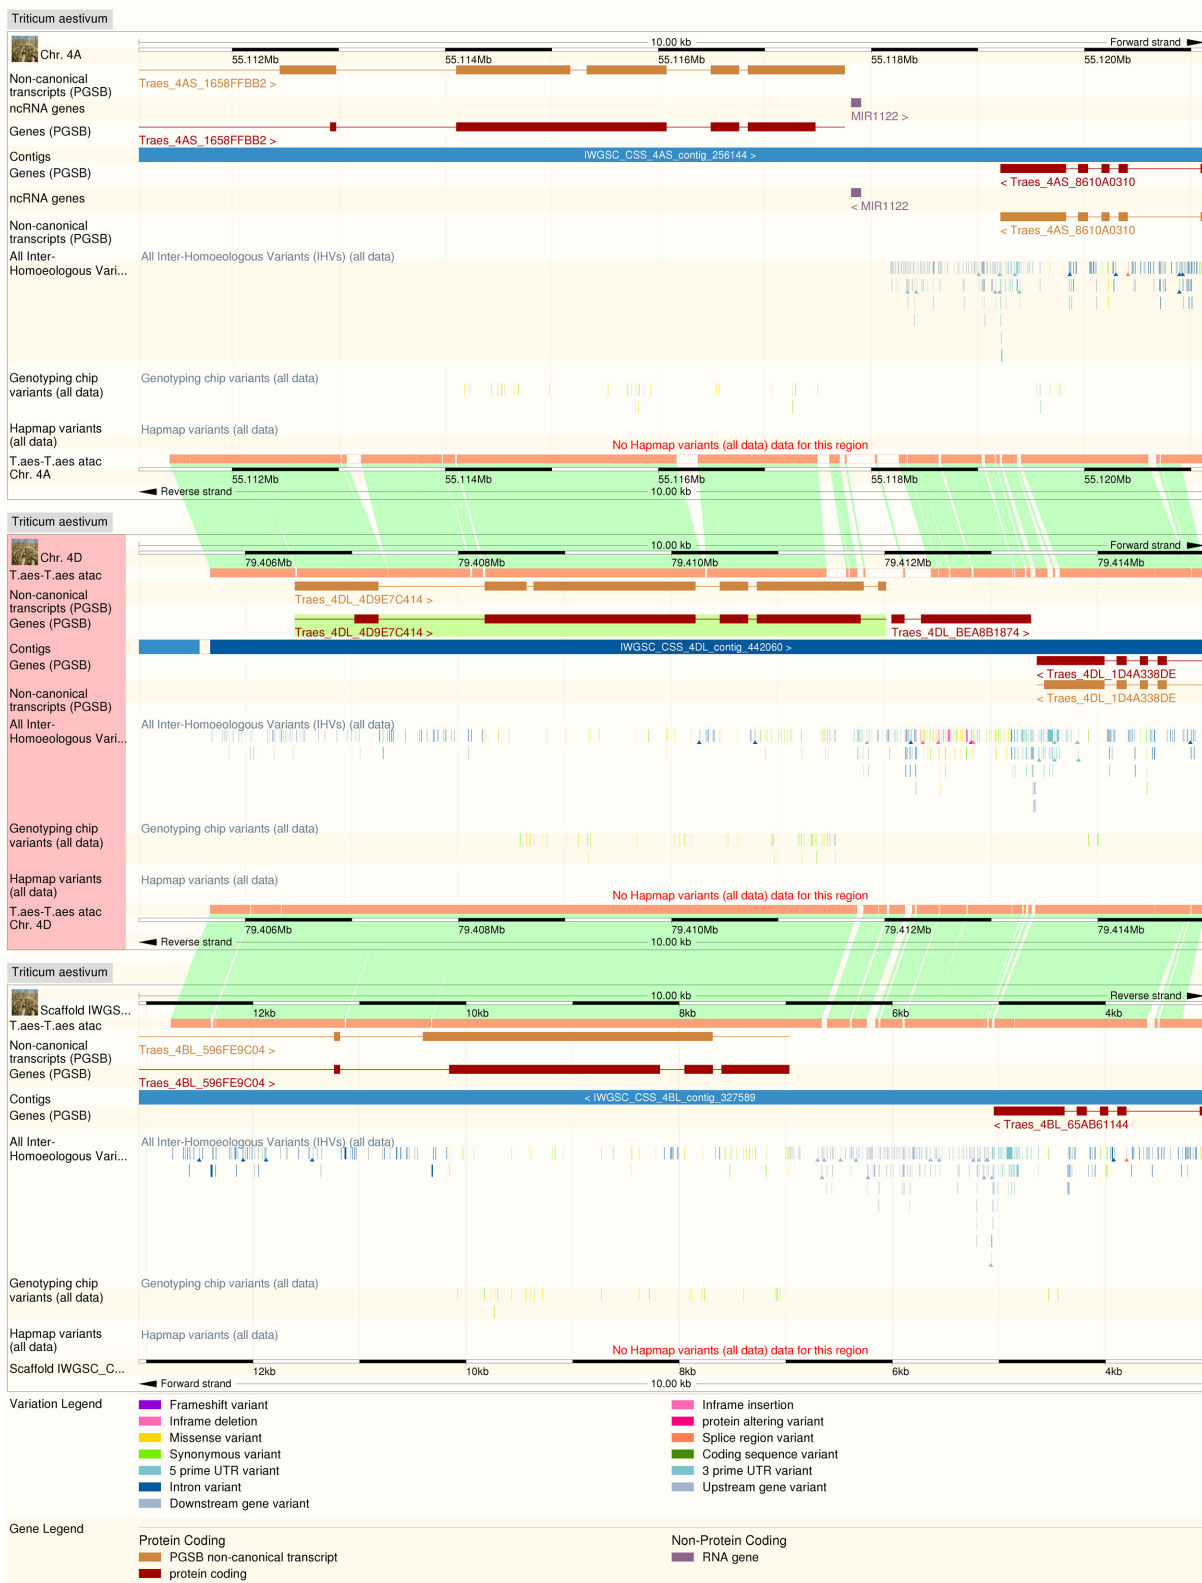 Triticum aestivum
Chr. 4A
10.00 kb
Forward strand
55.112Mb 55.114Mb 55.116Mb 55.118Mb 55.120Mb
Non-canonical
transcripts (PGSB)
Traes_4AS_1658FFBB2 >
ncRNA genes
MIR1122 >
Genes (PGSB)
Traes_4AS_1658FFBB2 >
Contigs
IWGSC_CSS_4AS_contig_256144 >
Genes (PGSB)
< Traes_4AS_8610A0310
ncRNA genes
< MIR1122
Non-canonical
transcripts (PGSB)
< Traes_4AS_8610A0310
All Inter-
Homoeologous Vari...
All Inter-Homoeologous Variants (IHVs) (all data)
Genotyping chip
variants (all data)
Genotyping chip variants (all data)
Hapmap variants
(all data)
Hapmap variants (all data)
No Hapmap variants (all data) data for this region
T.aes-T.aes atac
Chr. 4A
55.112Mb 55.114Mb 55.116Mb 55.118Mb 55.120Mb
Reverse strand
10.00 kb
Triticum aestivum
Chr. 4D
10.00 kb
Forward strand
79.406Mb 79.408Mb 79.410Mb 79.412Mb 79.414Mb
T.aes-T.aes atac
Non-canonical
transcripts (PGSB)
Traes_4DL_4D9E7C414 >
Genes (PGSB)
Traes_4DL_4D9E7C414 >
Traes_4DL_BEA8B1874 >
Contigs
IWGSC_CSS_4DL_contig_442060 >
Genes (PGSB)
< Traes_4DL_1D4A338DE
Non-canonical
transcripts (PGSB)
< Traes_4DL_1D4A338DE
All Inter-
Homoeologous Vari...
All Inter-Homoeologous Variants (IHVs) (all data)
Genotyping chip
variants (all data)
Genotyping chip variants (all data)
Hapmap variants
(all data)
Hapmap variants (all data)
No Hapmap variants (all data) data for this region
T.aes-T.aes atac
Chr. 4D
79.406Mb 79.408Mb 79.410Mb 79.412Mb 79.414Mb
Reverse strand
10.00 kb
Triticum aestivum
Scaffold IWGS...
10.00 kb
Reverse strand
12kb 10kb 8kb 6kb 4kb
T.aes-T.aes atac
Non-canonical
transcripts (PGSB)
Traes_4BL_596FE9C04 >
Genes (PGSB)
Traes_4BL_596FE9C04 >
Contigs
< IWGSC_CSS_4BL_contig_327589
Genes (PGSB)
< Traes_4BL_65AB61144
All Inter-
Homoeologous Vari...
All Inter-Homoeologous Variants (IHVs) (all data)
Genotyping chip
variants (all data)
Genotyping chip variants (all data)
Hapmap variants
(all data)
Hapmap variants (all data)
No Hapmap variants (all data) data for this region
Scaffold IWGSC_C...
12kb 10kb 8kb 6kb 4kb
Forward strand
10.00 kb
Variation Legend
Frameshift variant
Inframe insertion
Inframe deletion
protein altering variant
Missense variant
Splice region variant
Synonymous variant
Coding sequence variant
5 prime UTR variant
3 prime UTR variant
Intron variant
Upstream gene variant
Downstream gene variant
Gene Legend
Protein Coding
Non-Protein Coding
PGSB non-canonical transcript
RNA gene
protein coding